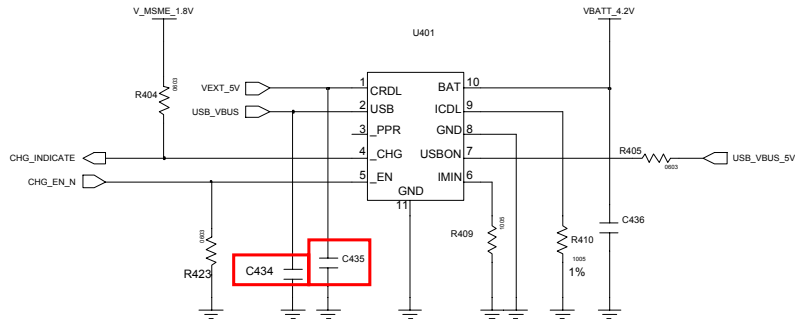 V_MSME_1.8V
VBATT_4.2V
U401
R404
0603
VEXT_5V
1
CRDL
BAT
10
USB_VBUS
2
USB
ICDL
9
3
_PPR
GND
8
CHG_INDICATE
4
_CHG
USBON
7
R405
0603
USB_VBUS_5V
CHG_EN_N
5
_EN
IMIN
6
GND
11
0603
R423
C434
C435
R409
1005
R410
1005
1%
C436